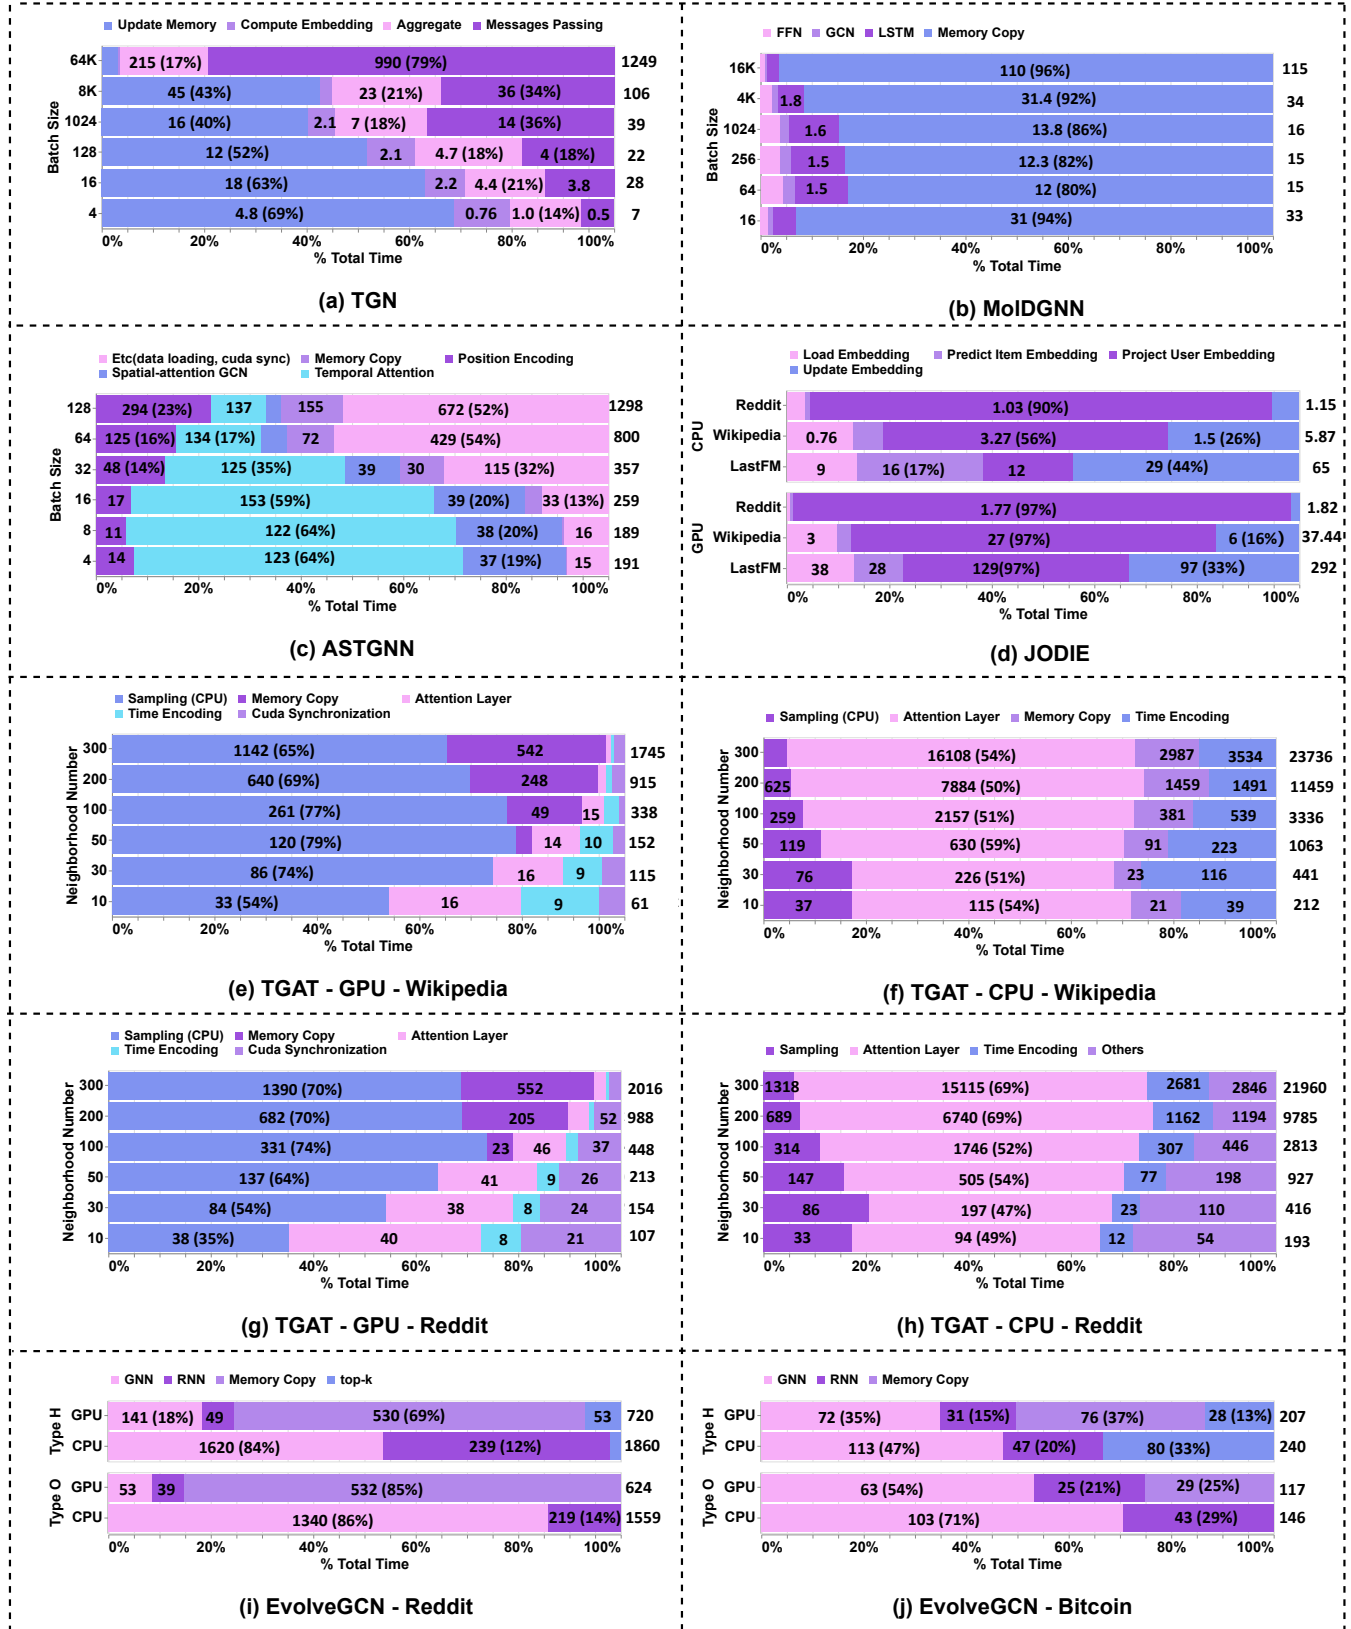 Update Memory Compute Embedding Aggregate Messages Passing
Batch Size
64K 215 (17%) 990 (79%) 1249
8K 45 (43%) 23 (21%) 36 (34%) 106
1024 16 (40%) 2.1 7 (18%) 14 (36%) 39
128 12 (52%) 2.1 4.7 (18%) 4 (18%) 22
16 18 (63%) 2.2 4.4 (21%) 3.8 28
4 4.8 (69%) 0.76 1.0 (14%) 0.5 7
0% 20% 40% 60% 80% 100%
% Total Time
(a) TGN
FFN GCN LSTM Memory Copy
Batch Size
16K 110 (96%) 115
4K 1.8 31.4 (92%) 34
1024 1.6 13.8 (86%) 16
256 1.5 12.3 (82%) 15
64 1.5 12 (80%) 15
16 31 (94%) 33
0% 20% 40% 60% 80% 100%
% Total Time
(b) MolDGNN
Etc(data loading, cuda sync) Memory Copy Position Encoding
Spatial-attention GCN Temporal Attention
Batch Size
128 294 (23%) 137 155 672 (52%) 1298
64 125 (16%) 134 (17%) 72 429 (54%) 800
32 48 (14%) 125 (35%) 39 30 115 (32%) 357
16 17 153 (59%) 39 (20%) 33 (13%) 259
8 11 122 (64%) 38 (20%) 16 189
4 14 123 (64%) 37 (19%) 15 191
0% 20% 40% 60% 80% 100%
% Total Time
(c) ASTGNN
Load Embedding Predict Item Embedding Project User Embedding
Update Embedding
CPU
Reddit 1.03 (90%) 1.15
Wikipedia 0.76 3.27 (56%) 1.5 (26%) 5.87
LastFM 9 16 (17%) 12 29 (44%) 65
GPU
Reddit 1.77 (97%) 1.82
Wikipedia 3 27 (97%) 6 (16%) 37.44
LastFM 38 28 129(97%) 97 (33%) 292
0% 20% 40% 60% 80% 100%
% Total Time
(d) JODIE
Sampling (CPU) Memory Copy Attention Layer
Time Encoding Cuda Synchronization
Neighborhood Number
300 1142 (65%) 542 1745
200 640 (69%) 248 915
100 261 (77%) 49 15 338
50 120 (79%) 14 10 152
30 86 (74%) 16 9 115
10 33 (54%) 16 9 61
0% 20% 40% 60% 80% 100%
% Total Time
(e) TGAT - GPU - Wikipedia
Sampling (CPU) Attention Layer Memory Copy Time Encoding
Neighborhood Number
300 16108 (54%) 2987 3534 23736
200 625 7884 (50%) 1459 1491 11459
100 259 2157 (51%) 381 539 3336
50 119 630 (59%) 91 223 1063
30 76 226 (51%) 23 116 441
10 37 115 (54%) 21 39 212
0% 20% 40% 60% 80% 100%
% Total Time
(f) TGAT - CPU - Wikipedia
Sampling (CPU) Memory Copy Attention Layer
Time Encoding Cuda Synchronization
Neighborhood Number
300 1390 (70%) 552 2016
200 682 (70%) 205 52 988
100 331 (74%) 23 46 37 448
50 137 (64%) 41 9 26 213
30 84 (54%) 38 8 24 154
10 38 (35%) 40 8 21 107
0% 20% 40% 60% 80% 100%
% Total Time
(g) TGAT - GPU - Reddit
Sampling Attention Layer Time Encoding Others
Neighborhood Number
300 1318 15115 (69%) 2681 2846 21960
200 689 6740 (69%) 1162 1194 9785
100 314 1746 (52%) 307 446 2813
50 147 505 (54%) 77 198 927
30 86 197 (47%) 23 110 416
10 33 94 (49%) 12 54 193
0% 20% 40% 60% 80% 100%
% Total Time
(h) TGAT - CPU - Reddit
GNN RNN Memory Copy top-k
Type H
GPU 141 (18%) 49 530 (69%) 53 720
CPU 1620 (84%) 239 (12%) 1860
Type O
GPU 53 39 532 (85%) 624
CPU 1340 (86%) 219 (14%) 1559
0% 20% 40% 60% 80% 100%
% Total Time
(i) EvolveGCN - Reddit
GNN RNN Memory Copy
Type H
GPU 72 (35%) 31 (15%) 76 (37%) 28 (13%) 207
CPU 113 (47%) 47 (20%) 80 (33%) 240
Type O
GPU 63 (54%) 25 (21%) 29 (25%) 117
CPU 103 (71%) 43 (29%) 146
0% 20% 40% 60% 80% 100%
% Total Time
(j) EvolveGCN - Bitcoin